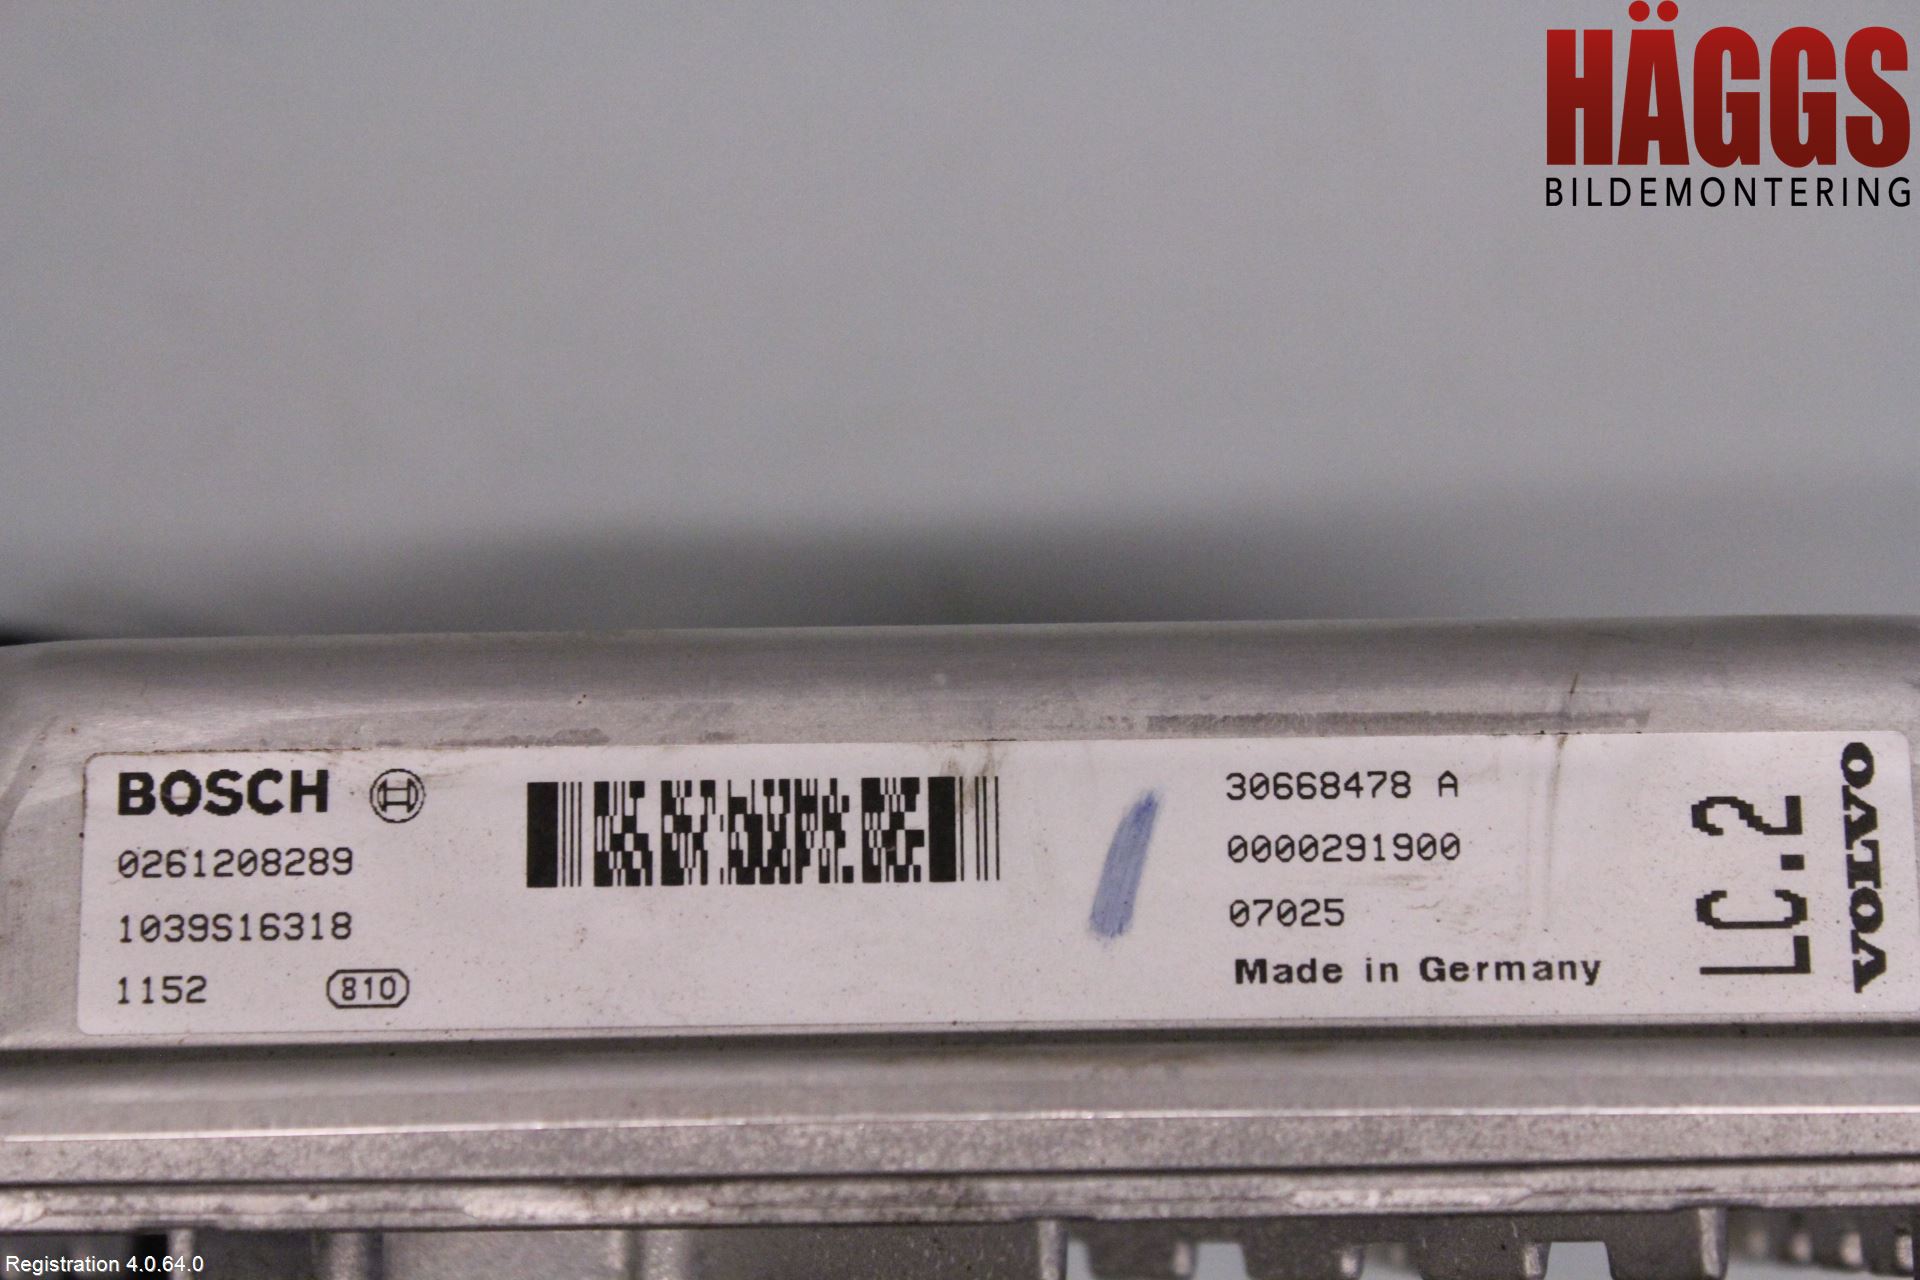 HÄGGS
BILDEMONTERING
BOSCH
0261208289
1039S16318
1152 810
30668478 A
0000291900
07025
Made in Germany
LC.2
VOLVO
Registration 4.0.64.0